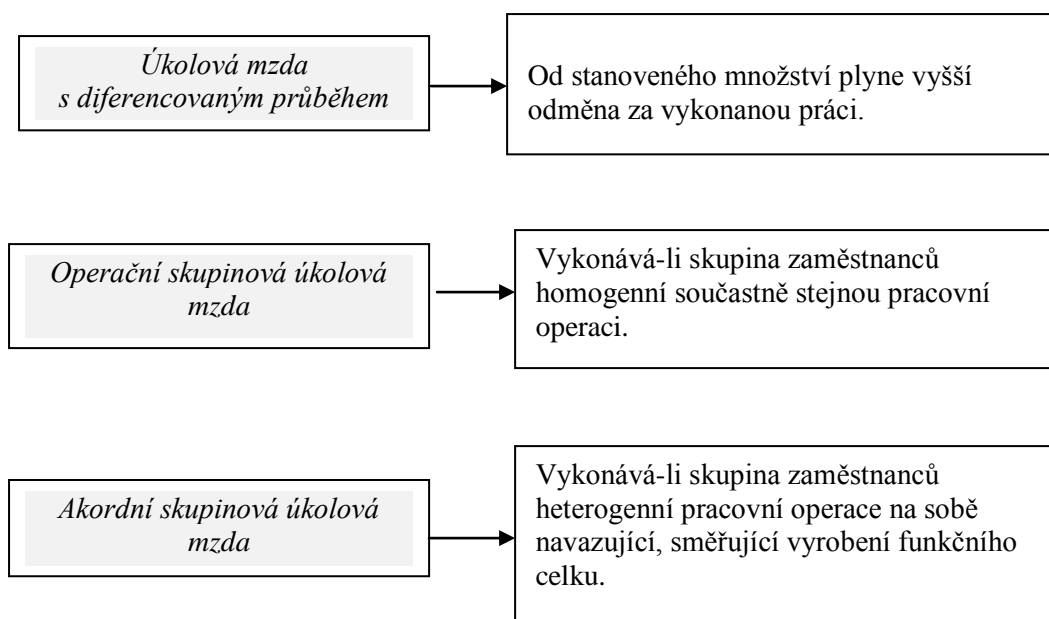 Úkolová mzda
s diferencovaným průběhem
Od stanoveného množství plyne vyšší
odměna za vykonanou práci.
Operační skupinová úkolová
mzda
Vykonává-li skupina zaměstnanců
homogenní součastně stejnou pracovní
operaci.
Akordní skupinová úkolová
mzda
Vykonává-li skupina zaměstnanců
heterogenní pracovní operace na sobě
navazující, směřující vyrobení funkčního
celku.